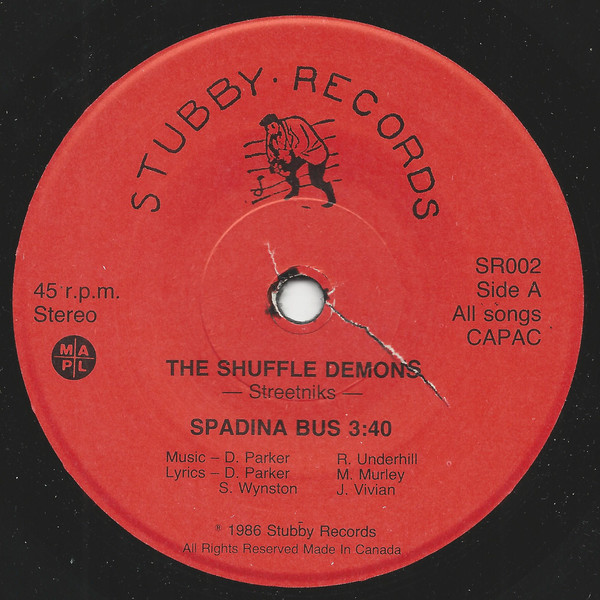 STUBBY · RECORDS
45 r.p.m.
Stereo
SR002
Side A
All songs
CAPAC
M A
P L
THE SHUFFLE DEMONS
— Streetniks —
SPADINA BUS 3:40
Music – D. Parker R. Underhill
Lyrics – D. Parker M. Murley
S. Wynston J. Vivian
℗ 1986 Stubby Records
All Rights Reserved Made In Canada